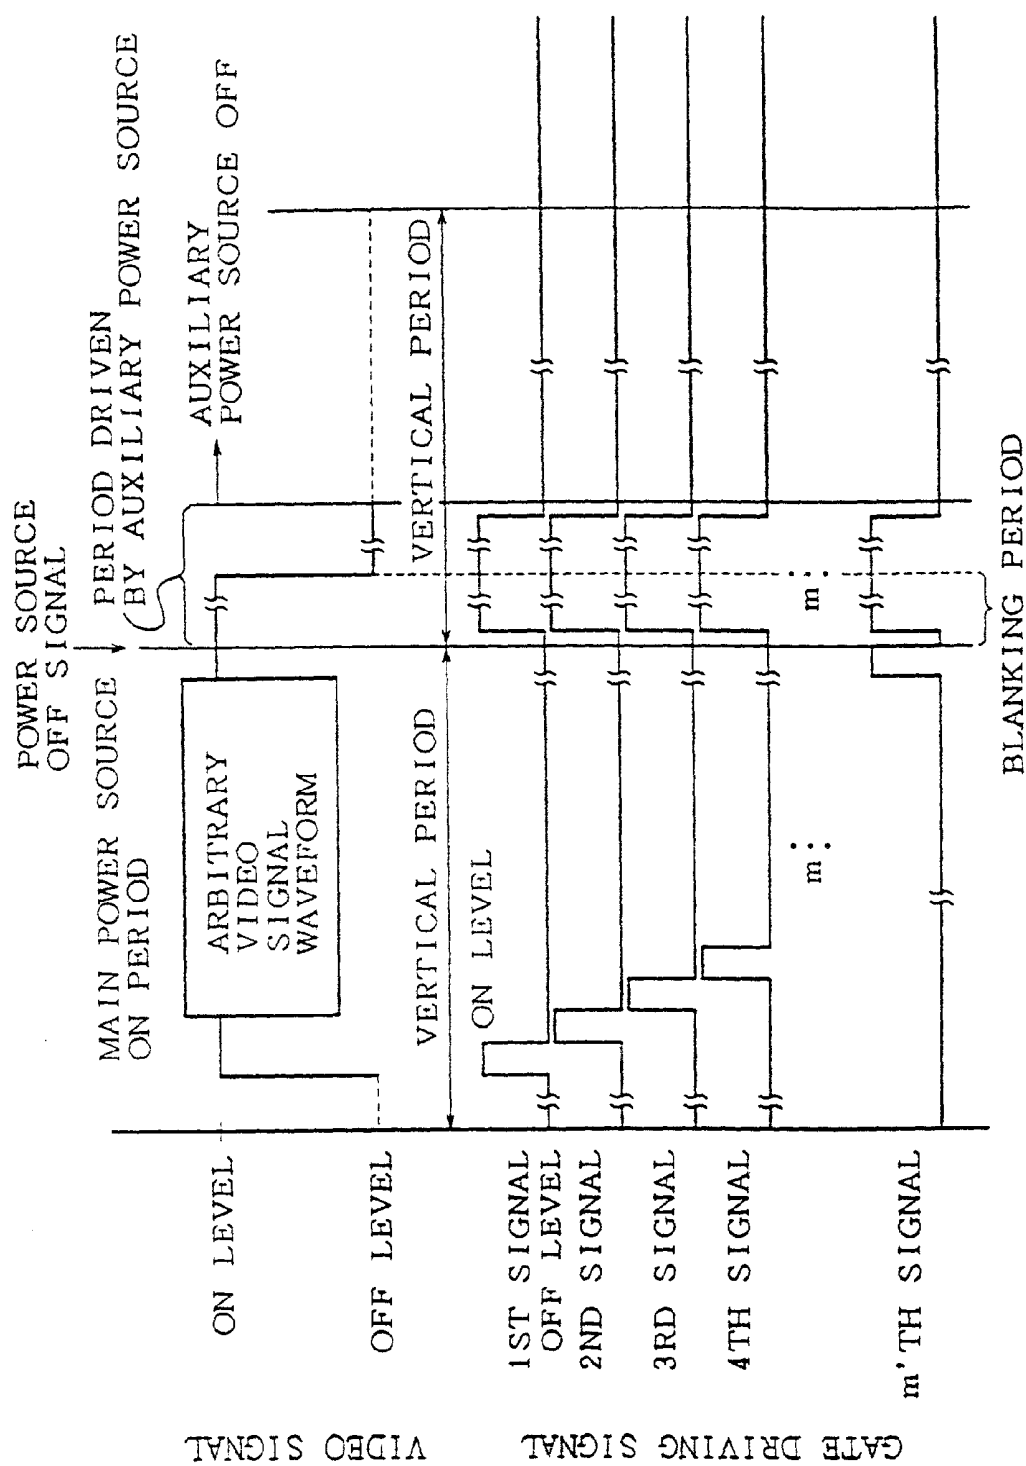 POWER SOURCE
OFF SIGNAL
MAIN POWER SOURCE
ON PERIOD
PERIOD DRIVEN
BY AUXILIARY POWER SOURCE
AUXILIARY
POWER SOURCE OFF
VIDEO SIGNAL
ON LEVEL
OFF LEVEL
ARBITRARY
VIDEO
SIGNAL
WAVEFORM
VERTICAL PERIOD
VERTICAL PERIOD
GATE DRIVING SIGNAL
1ST SIGNAL
OFF LEVEL
ON LEVEL
2ND SIGNAL
3RD SIGNAL
4TH SIGNAL
m ...
m ...
m'TH SIGNAL
BLANKING PERIOD